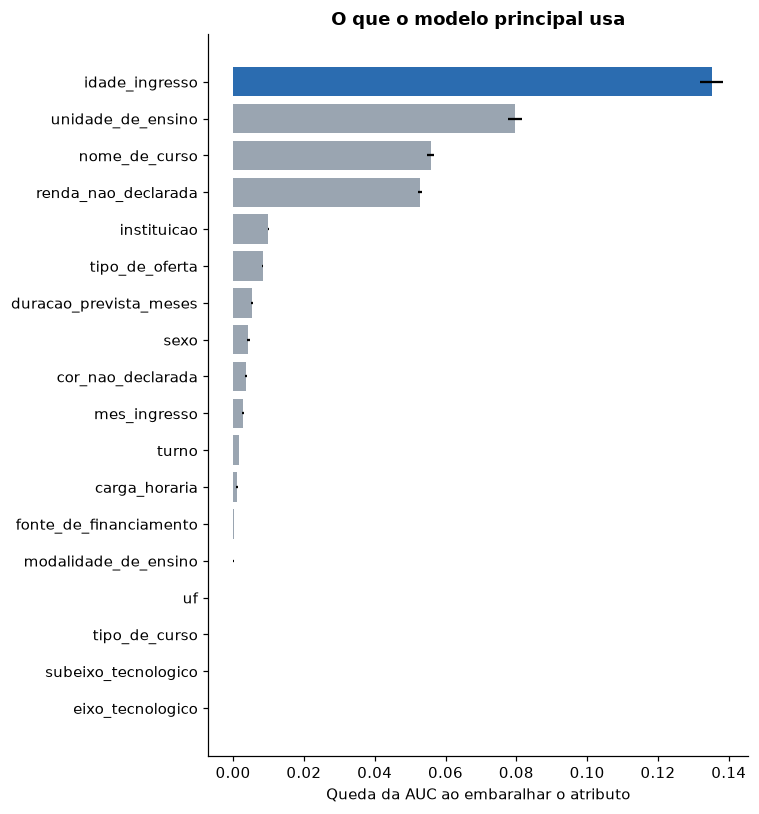 O que o modelo principal usa
idade_ingresso
unidade_de_ensino
nome_de_curso
renda_nao_declarada
instituicao
tipo_de_oferta
duracao_prevista_meses
sexo
cor_nao_declarada
mes_ingresso
turno
carga_horaria
fonte_de_financiamento
modalidade_de_ensino
uf
tipo_de_curso
subeixo_tecnologico
eixo_tecnologico
0.00 0.02 0.04 0.06 0.08 0.10 0.12 0.14
Queda da AUC ao embaralhar o atributo